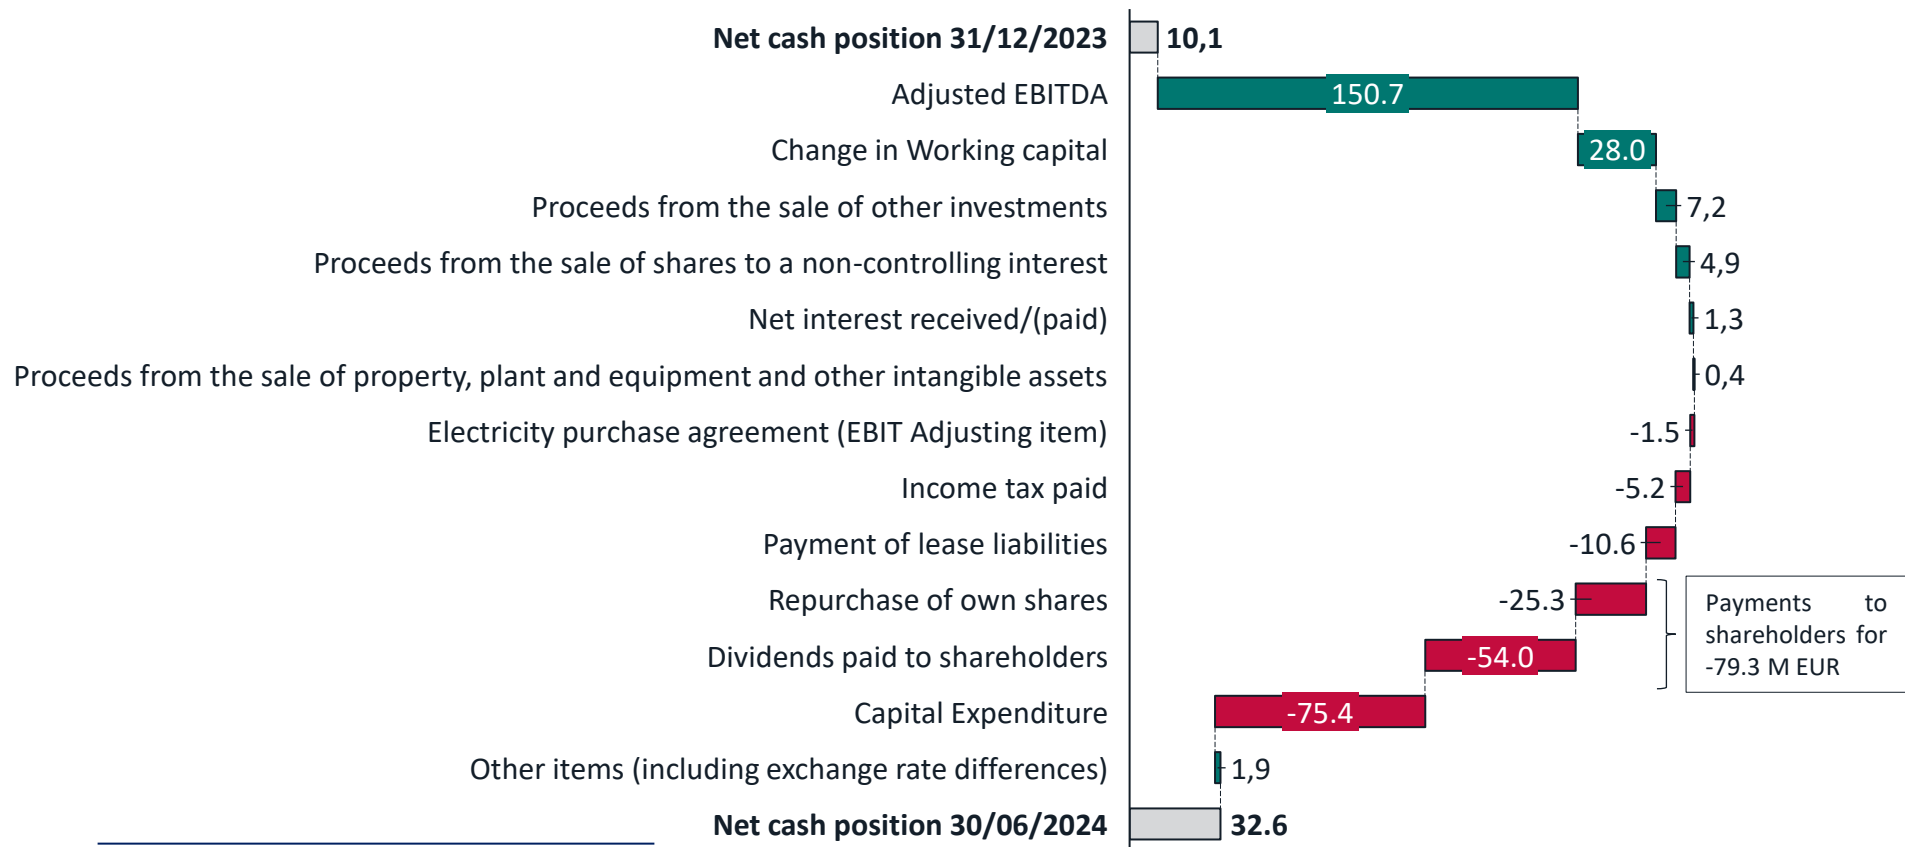 Net cash position 31/12/2023 10,1
Adjusted EBITDA 150.7
Change in Working capital 28.0
Proceeds from the sale of other investments 7,2
Proceeds from the sale of shares to a non-controlling interest 4,9
Net interest received/(paid) 1,3
Proceeds from the sale of property, plant and equipment and other intangible assets 0,4
Electricity purchase agreement (EBIT Adjusting item) -1.5
Income tax paid -5.2
Payment of lease liabilities -10.6
Repurchase of own shares -25.3
Payments to
shareholders for
-79.3 M EUR
Dividends paid to shareholders -54.0
Capital Expenditure -75.4
Other items (including exchange rate differences) 1,9
Net cash position 30/06/2024 32.6